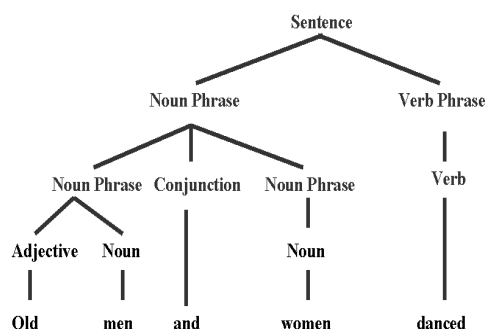 Sentence
Noun Phrase Verb Phrase
Noun Phrase Conjunction Noun Phrase Verb
Adjective Noun Noun
Old men and women danced